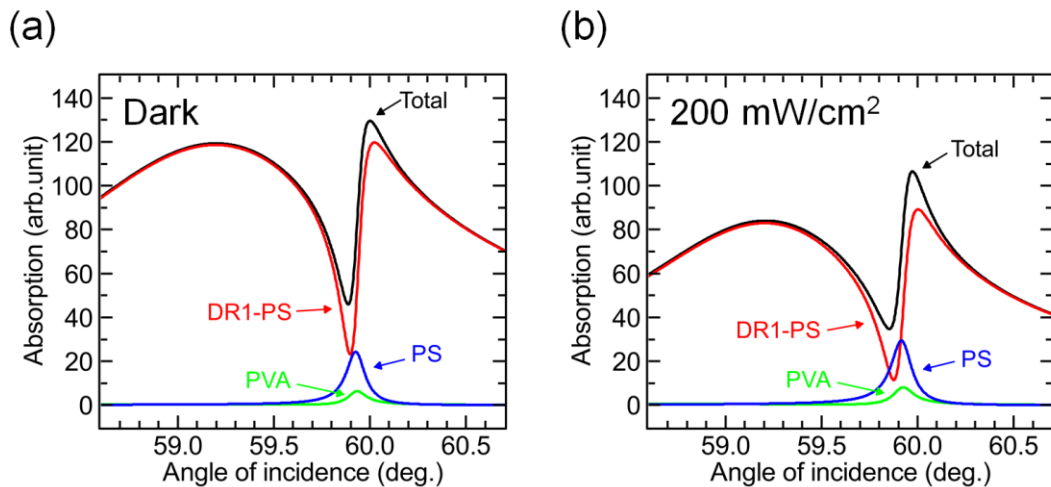 (a)
Dark
Total
DR1-PS
PS
PVA
Absorption (arb.unit)
140
120
100
80
60
40
20
0
59.0 59.5 60.0 60.5
Angle of incidence (deg.)
(b)
200 mW/cm²
Total
DR1-PS
PS
PVA
Absorption (arb.unit)
140
120
100
80
60
40
20
0
59.0 59.5 60.0 60.5
Angle of incidence (deg.)